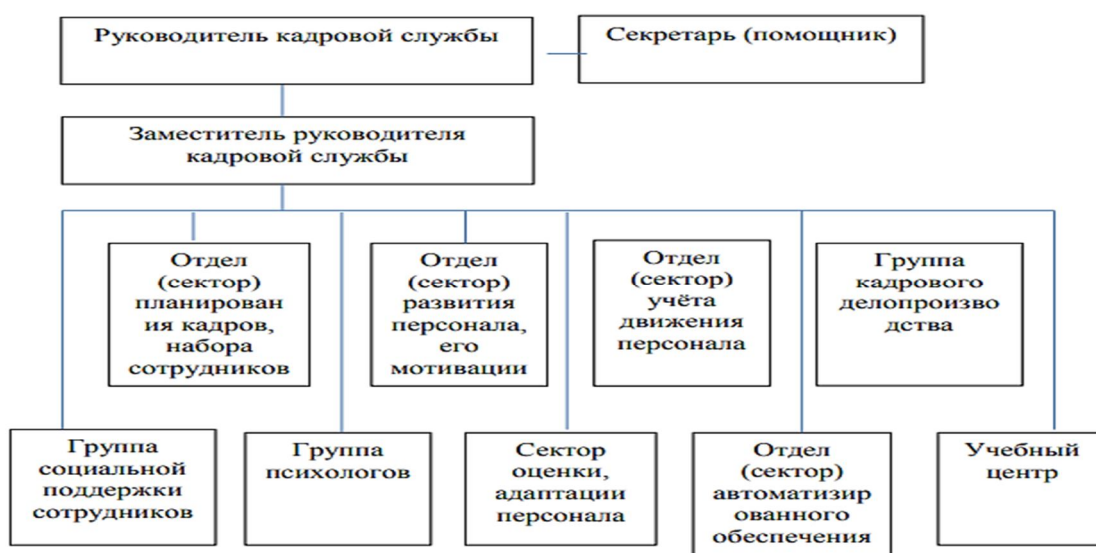 Руководитель кадровой службы
Секретарь (помощник)
Заместитель руководителя
кадровой службы
Отдел
(сектор)
планирован
ия кадров,
набора
сотрудников
Отдел
(сектор)
развития
персонала,
его
мотивации
Отдел
(сектор)
учёта
движения
персонала
Группа
кадрового
делопроизво
дства
Группа
социальной
поддержки
сотрудников
Группа
психологов
Сектор
оценки,
адаптации
персонала
Отдел
(сектор)
автоматизир
ованного
обеспечения
Учебный
центр